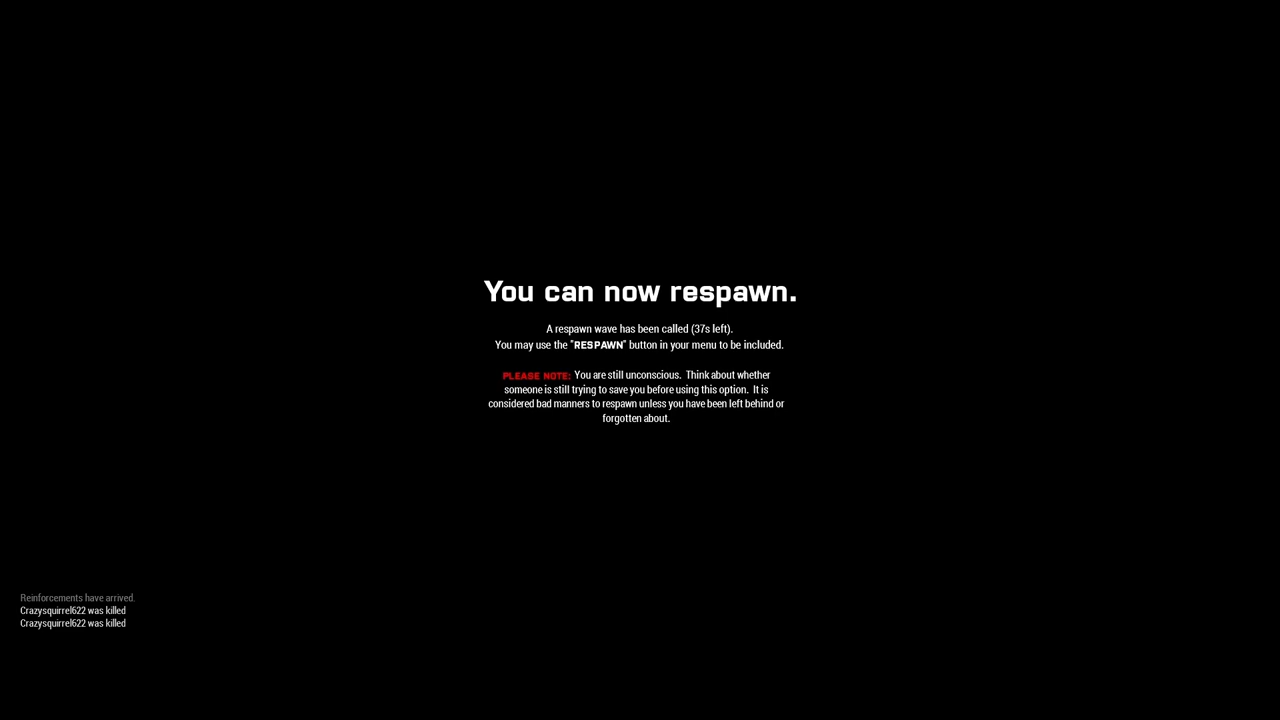 You can now respawn.
A respawn wave has been called (37s left).
You may use the "RESPAWN" button in your menu to be included.
PLEASE NOTE: You are still unconscious. Think about whether
someone is still trying to save you before using this option. It is
considered bad manners to respawn unless you have been left behind or
forgotten about.
Reinforcements have arrived.
Crazysquirrel622 was killed
Crazysquirrel622 was killed